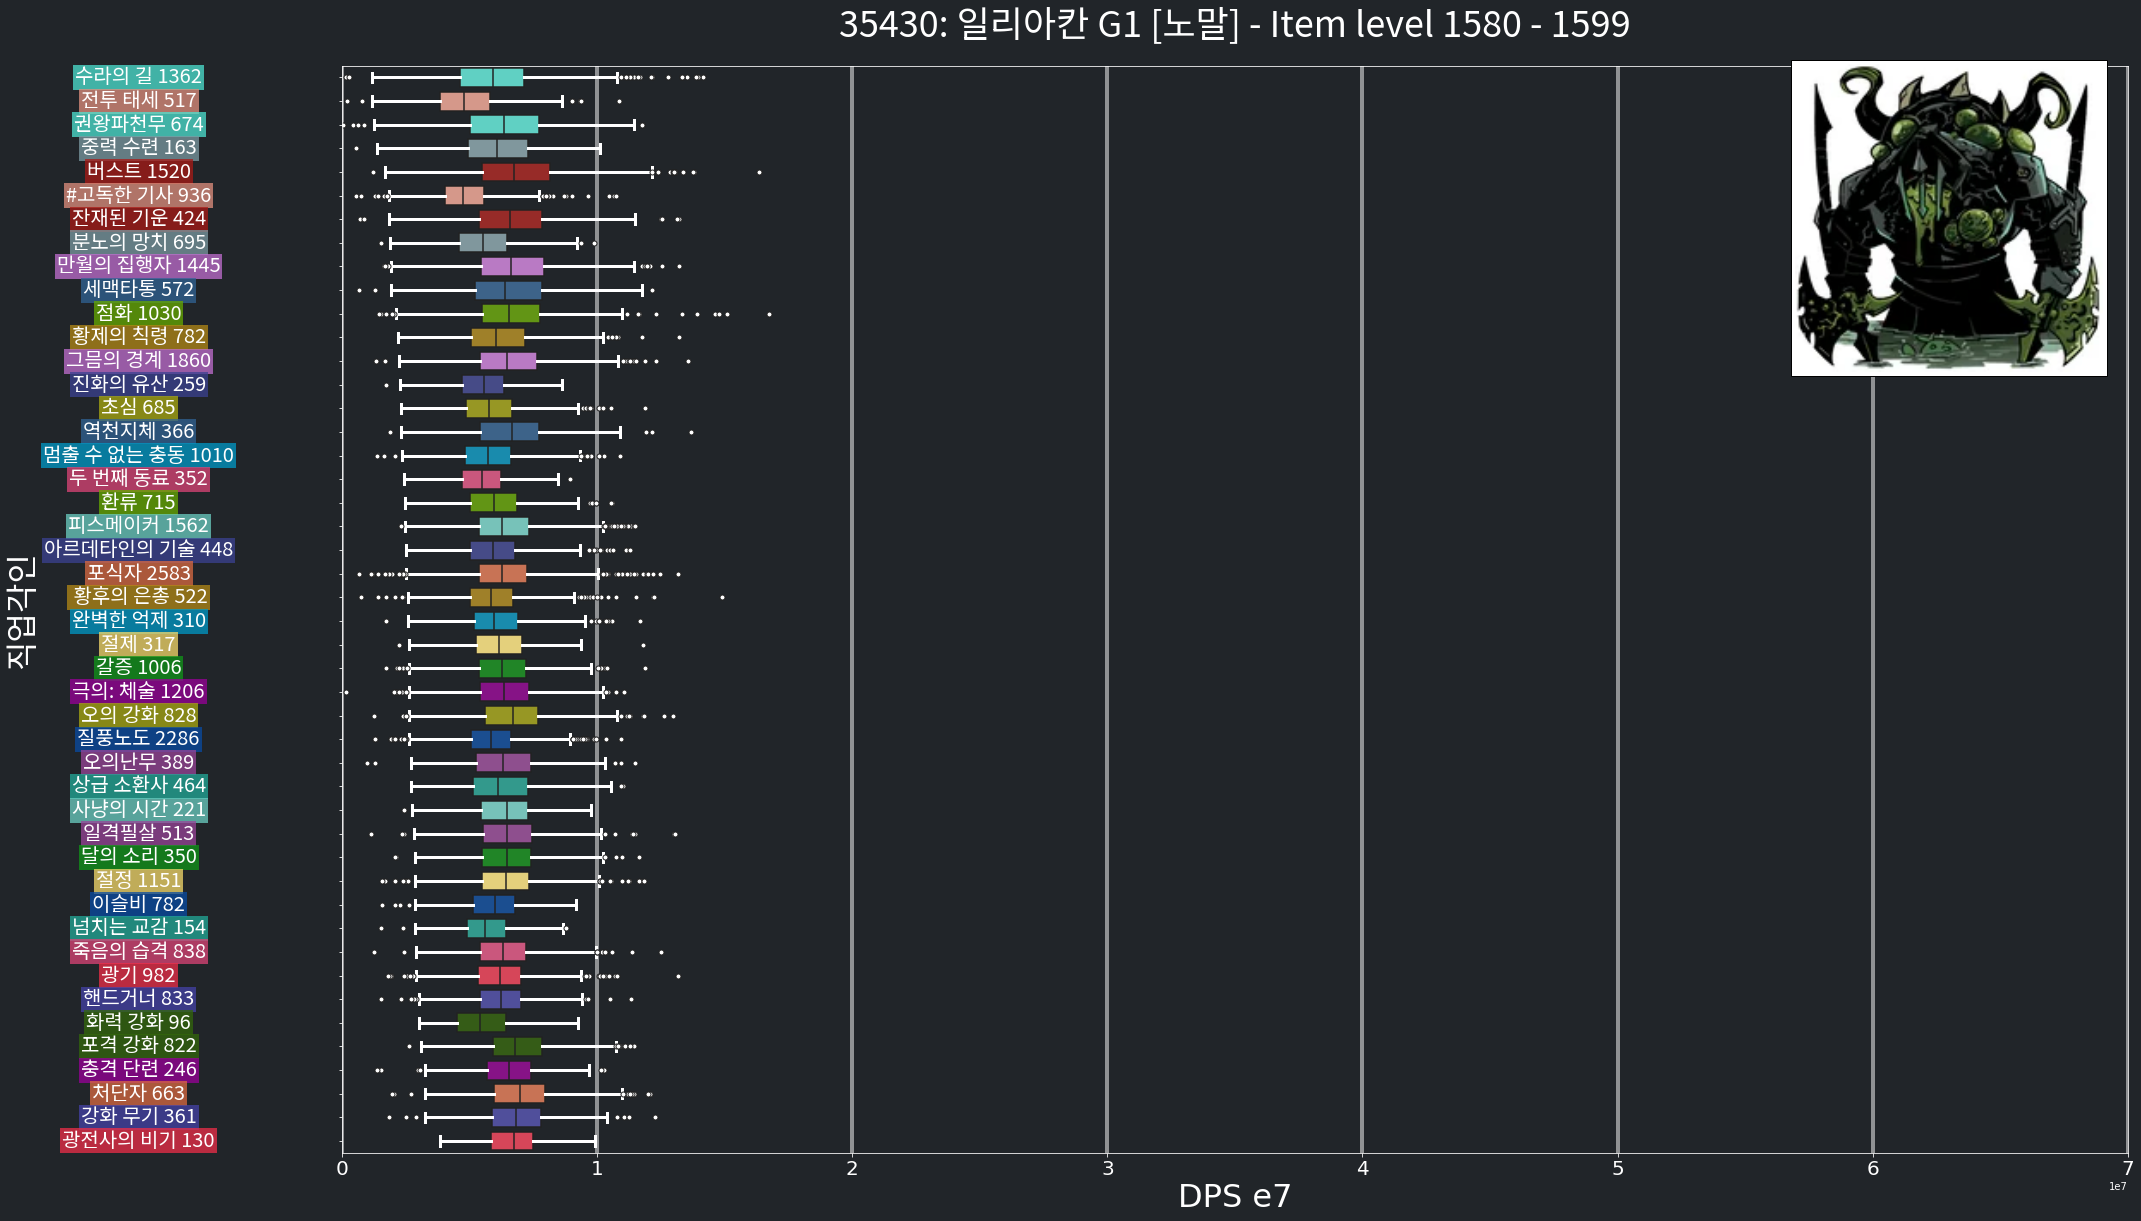 35430: 일리아칸 G1 [노말] - Item level 1580 - 1599
수라의 길 1362
전투 태세 517
권왕파천무 674
중력 수련 163
버스트 1520
#고독한 기사 936
잔재된 기운 424
분노의 망치 695
만월의 집행자 1445
세맥타통 572
점화 1030
황제의 칙령 782
그믐의 경계 1860
진화의 유산 259
초심 685
역천지체 366
멈출 수 없는 충동 1010
두 번째 동료 352
환류 715
피스메이커 1562
아르데타인의 기술 448
포식자 2583
황후의 은총 522
완벽한 억제 310
절제 317
갈증 1006
극의: 체술 1206
오의 강화 828
질풍노도 2286
오의난무 389
상급 소환사 464
사냥의 시간 221
일격필살 513
달의 소리 350
절정 1151
이슬비 782
넘치는 교감 154
죽음의 습격 838
광기 982
핸드거너 833
화력 강화 96
포격 강화 822
충격 단련 246
처단자 663
강화 무기 361
광전사의 비기 130
직업각인
0 1 2 3 4 5 6 7
DPS e7
1e7